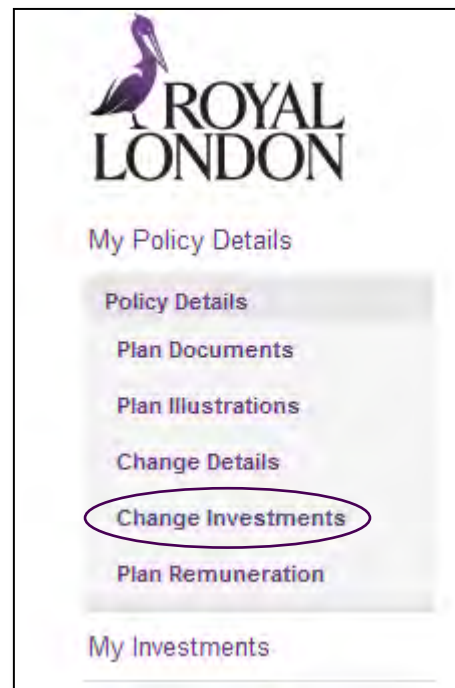 ROYAL
LONDON
My Policy Details
Policy Details
Plan Documents
Plan Illustrations
Change Details
Change Investments
Plan Remuneration
My Investments